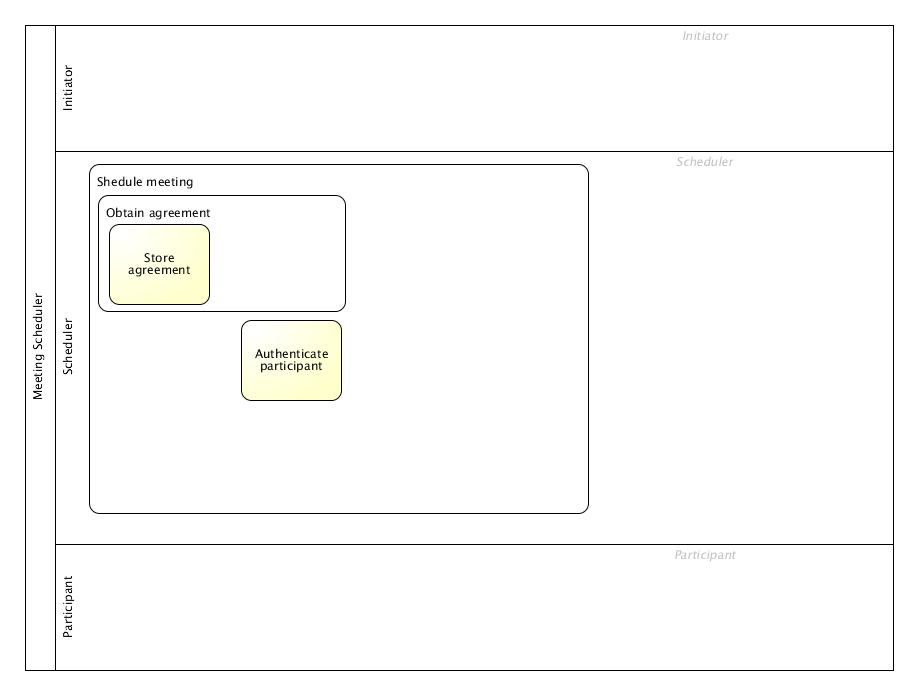 Meeting Scheduler
Initiator
Initiator
Scheduler
Scheduler
Shedule meeting
Obtain agreement
Store
agreement
Authenticate
participant
Participant
Participant